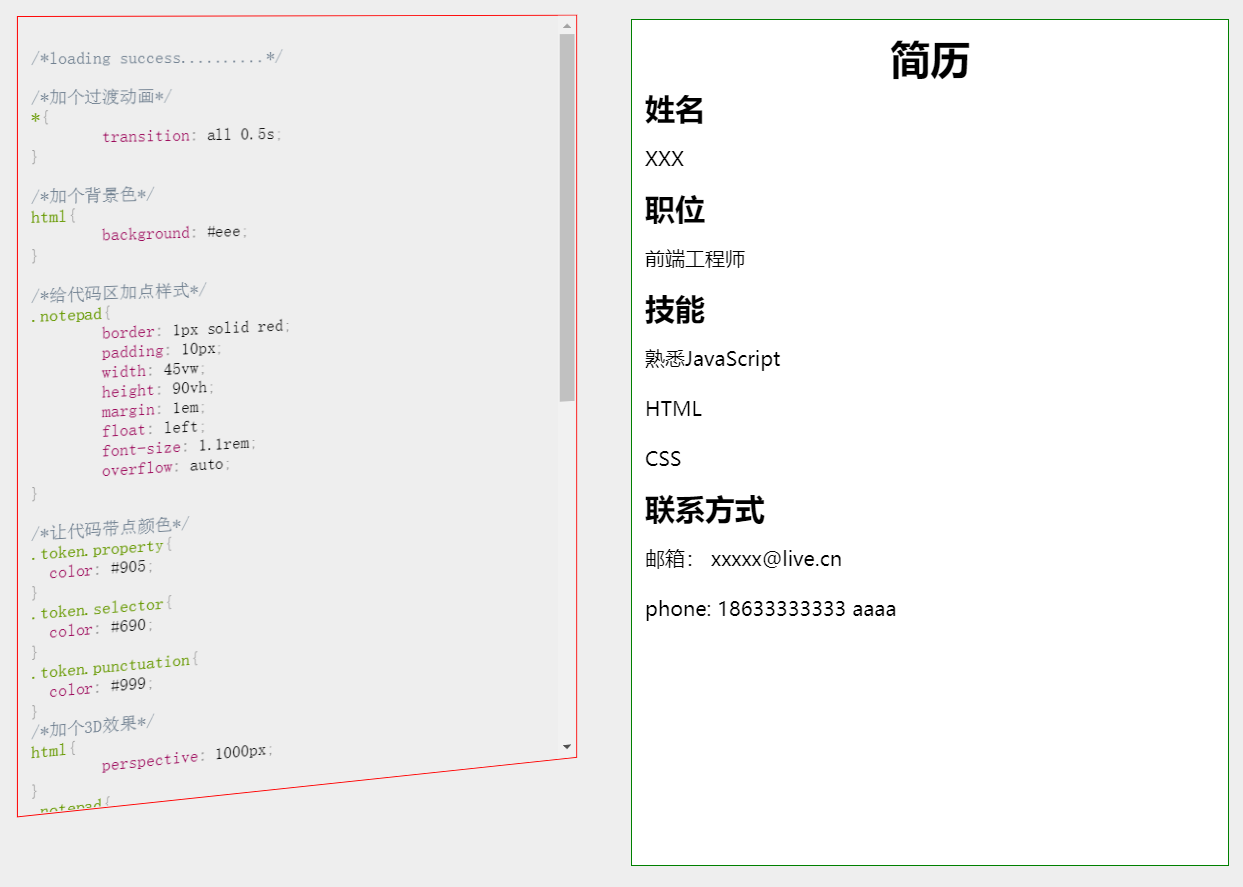 /*loading success..........*/
/*加个过渡动画*/
*{
transition: all 0.5s;
}
/*加个背景色*/
html{
background: #eee;
}
/*给代码区加点样式*/
.notepad{
border: 1px solid red;
padding: 10px;
width: 45vw;
height: 90vh;
margin: 1em;
float: left;
font-size: 1.1rem;
overflow: auto;
}
/*让代码带点颜色*/
.token.property{
color: #905;
}
.token.selector{
color: #690;
}
.token.punctuation{
color: #999;
}
/*加个3D效果*/
html{
perspective: 1000px;
}
.notepad{
简历
姓名
XXX
职位
前端工程师
技能
熟悉JavaScript
HTML
CSS
联系方式
邮箱： xxxxx@live.cn
phone: 18633333333 aaaa